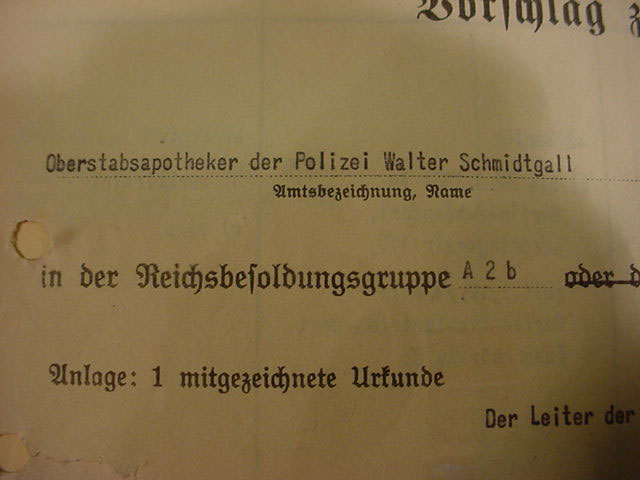 Vorschlag z
Oberstabsapotheker der Polizei Walter Schmidtgall
Amtsbezeichnung, Name
in der Reichsbesoldungsgruppe A 2 b oder d
Anlage: 1 mitgezeichnete Urkunde
Der Leiter der